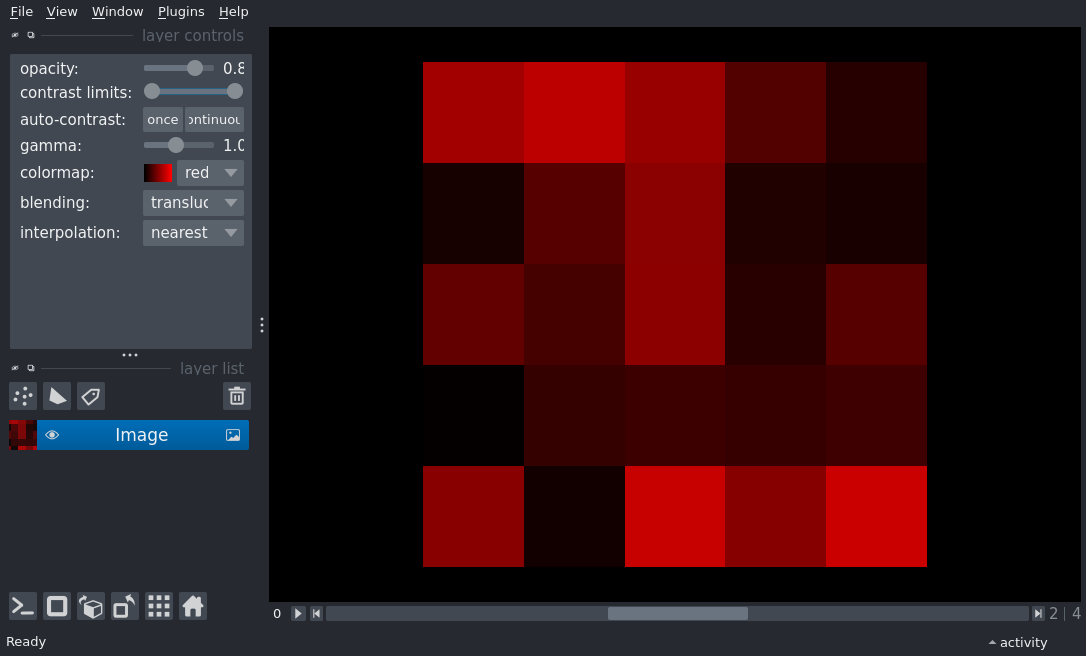 File View Window Plugins Help
layer controls
opacity: 0.8
contrast limits:
auto-contrast: once ontinuou
gamma: 1.0
colormap: red
blending: transluc
interpolation: nearest
layer list
Image
0 2 | 4
Ready
activity